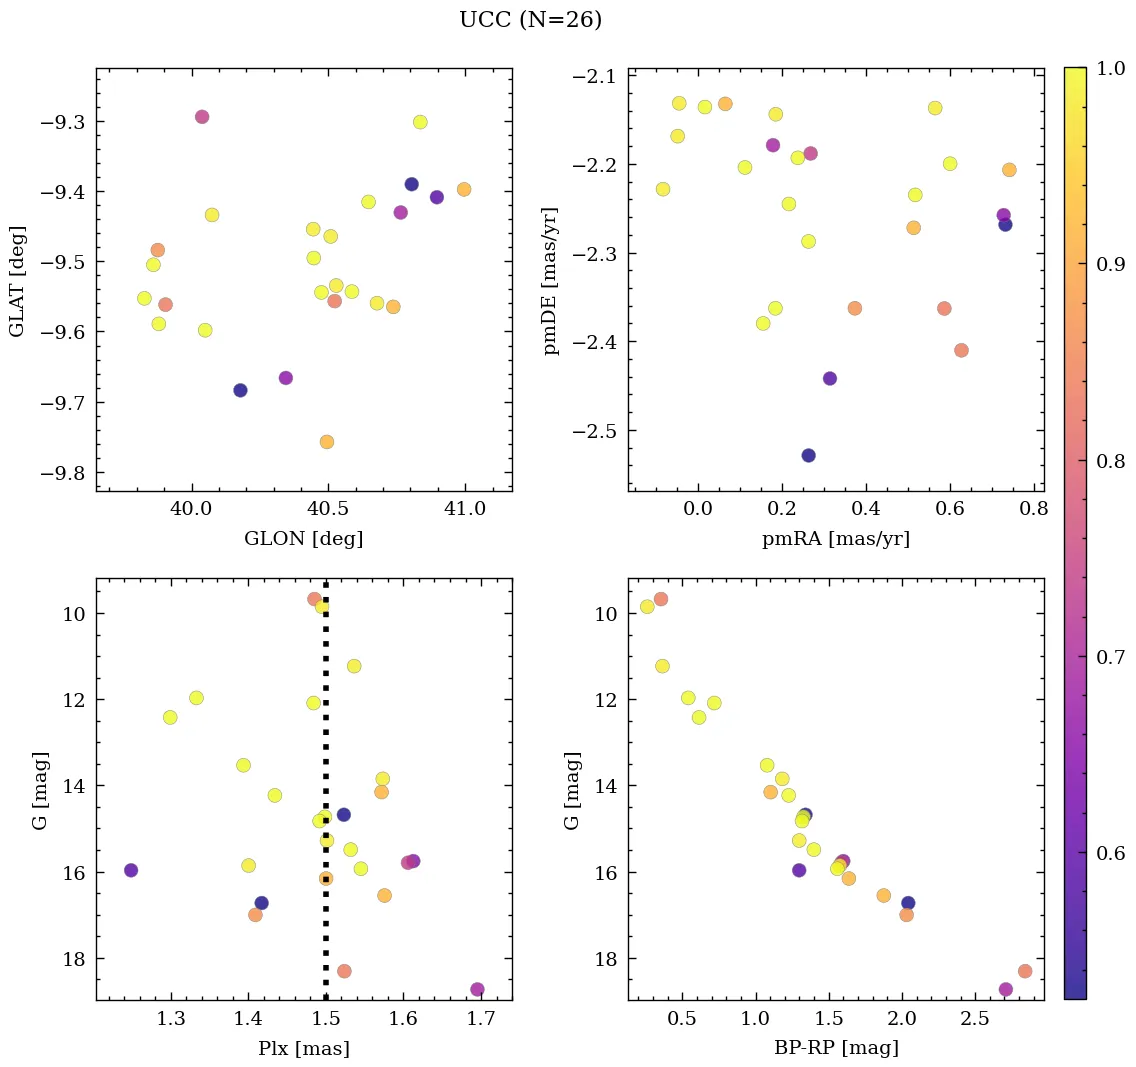 UCC (N=26)
−9.3
−9.4
−9.5
−9.6
−9.7
−9.8
GLAT [deg]
40.0 40.5 41.0
GLON [deg]
−2.1
−2.2
−2.3
−2.4
−2.5
pmDE [mas/yr]
0.0 0.2 0.4 0.6 0.8
pmRA [mas/yr]
10
12
14
16
18
G [mag]
1.3 1.4 1.5 1.6 1.7
Plx [mas]
10
12
14
16
18
G [mag]
0.5 1.0 1.5 2.0 2.5
BP-RP [mag]
1.0
0.9
0.8
0.7
0.6